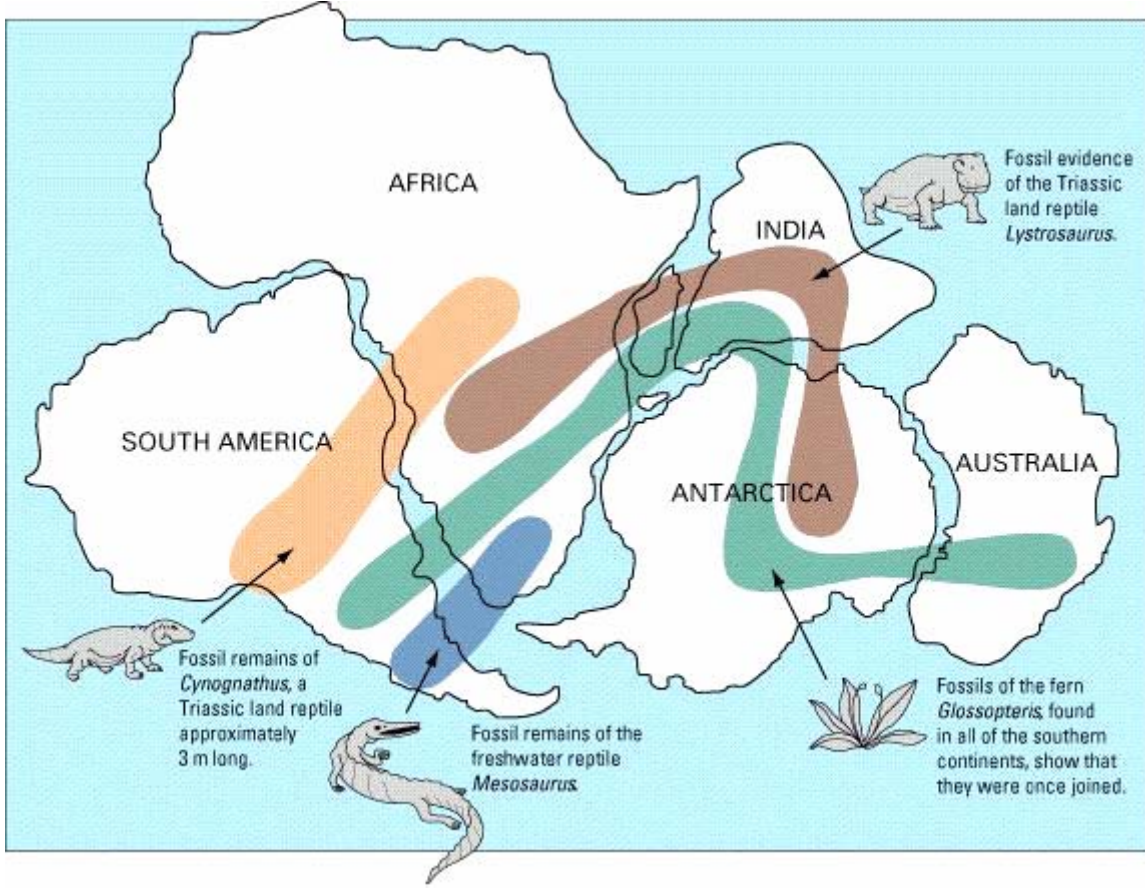 AFRICA
INDIA
Fossil evidence
of the Triassic
land reptile
Lystrosaurus.
SOUTH AMERICA
ANTARCTICA
AUSTRALIA
Fossil remains of
Cynognathus, a
Triassic land reptile
approximately
3 m long.
Fossil remains of the
freshwater reptile
Mesosaurus.
Fossils of the fern
Glossopteris, found
in all of the southern
continents, show that
they were once joined.